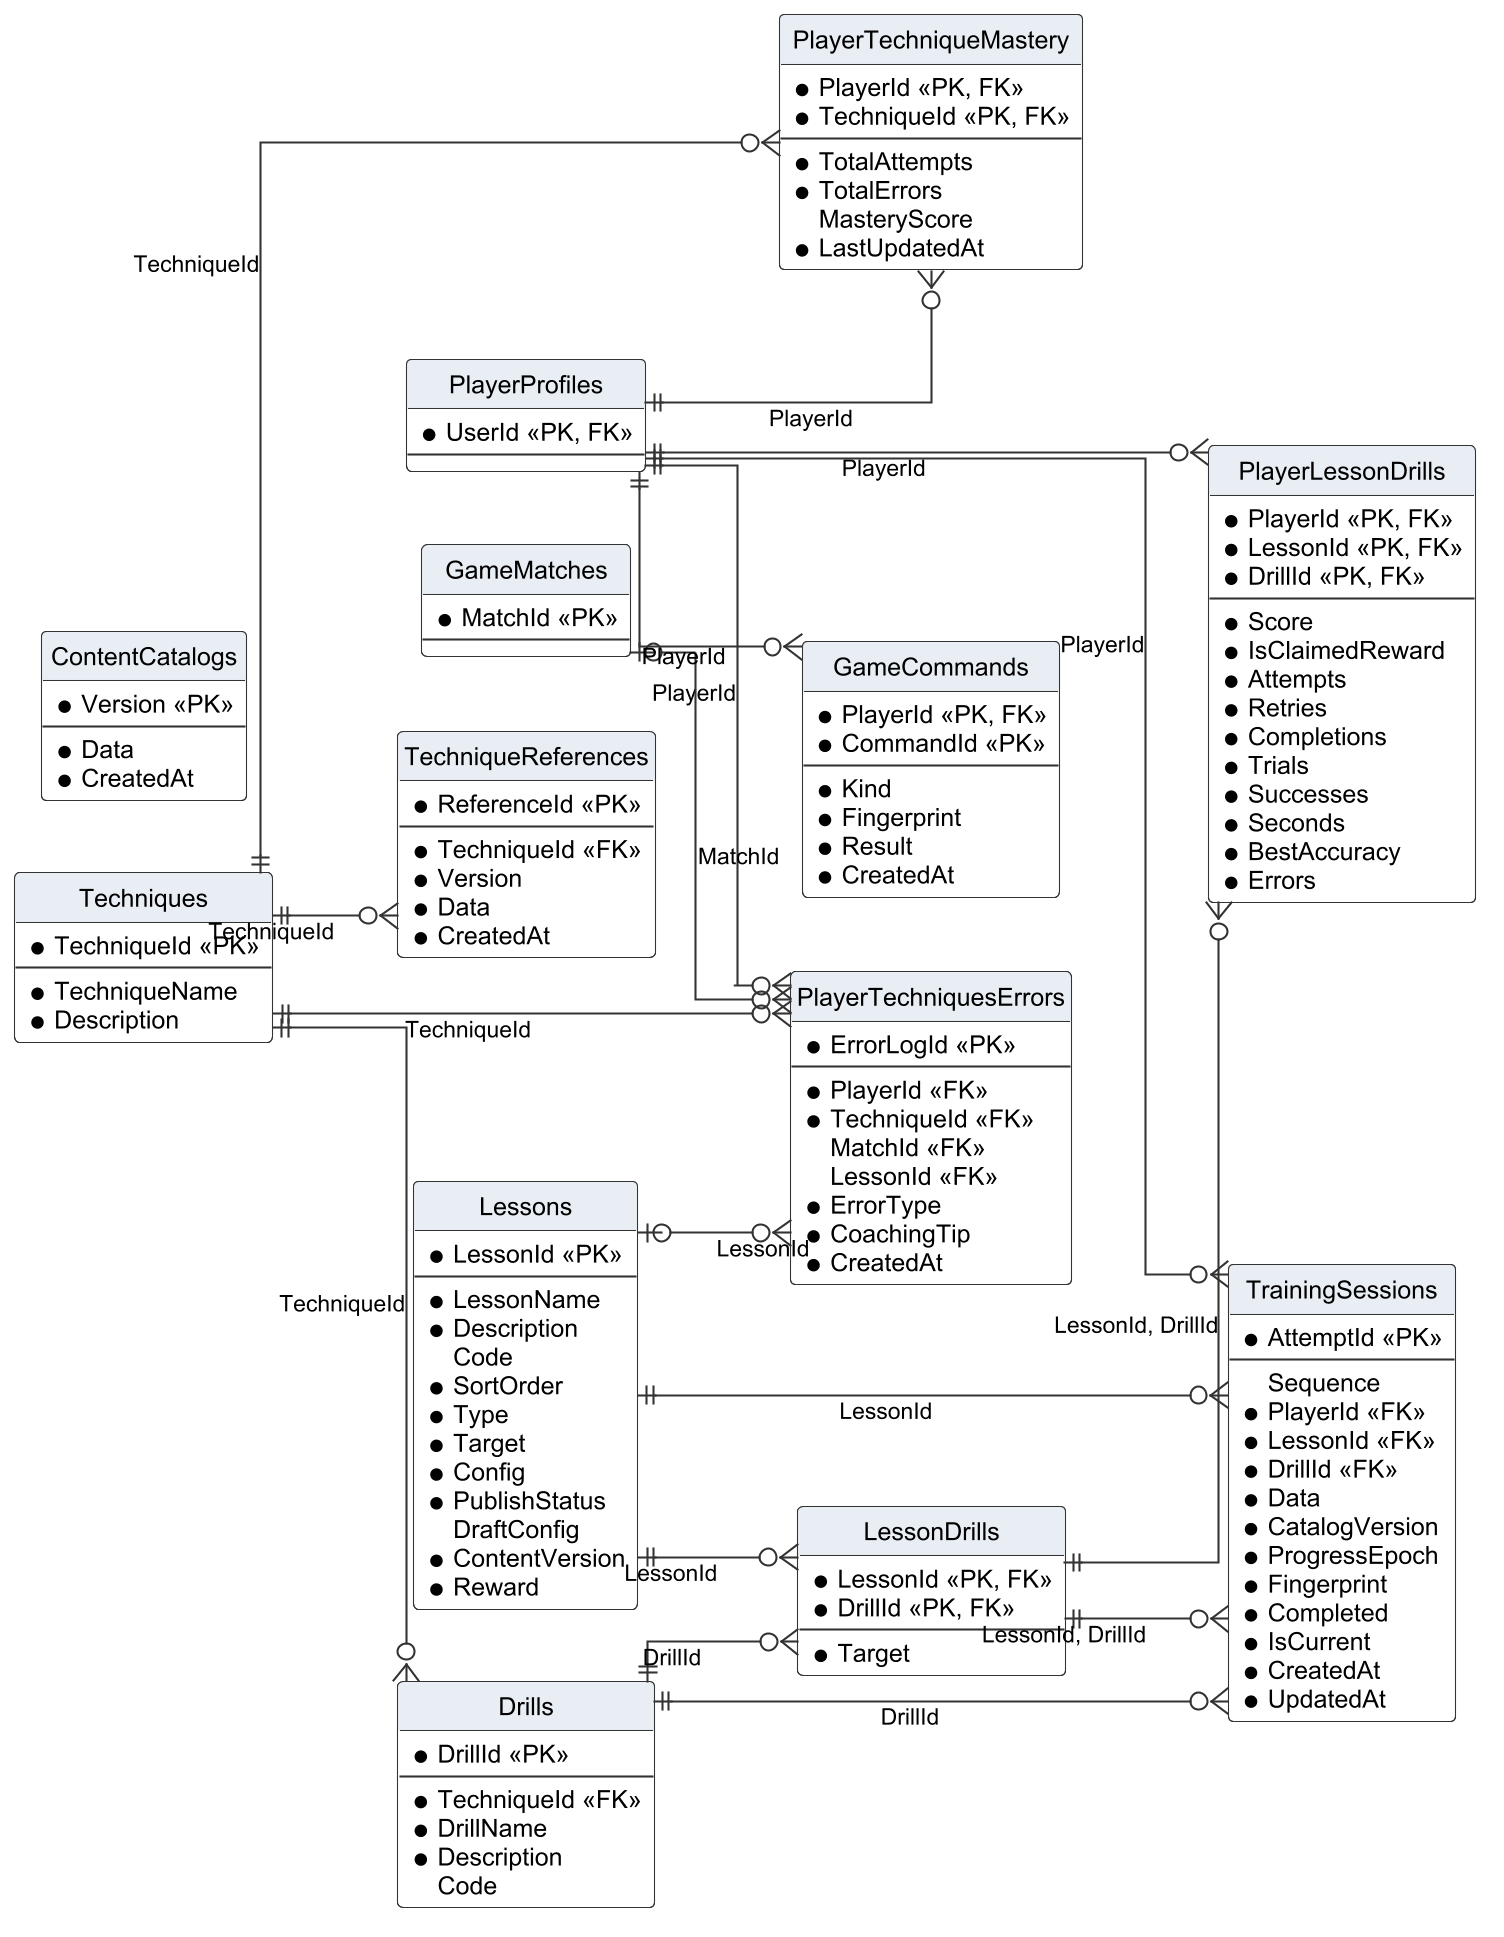 PlayerTechniqueMastery
PlayerId «PK, FK»
TechniqueId «PK, FK»
TotalAttempts
TotalErrors
MasteryScore
LastUpdatedAt
TechniqueId
PlayerProfiles
UserId «PK, FK»
PlayerId
PlayerId
PlayerLessonDrills
PlayerId «PK, FK»
LessonId «PK, FK»
DrillId «PK, FK»
Score
IsClaimedReward
Attempts
Retries
Completions
Trials
Successes
Seconds
BestAccuracy
Errors
GameMatches
MatchId «PK»
PlayerId
PlayerId
PlayerId
ContentCatalogs
Version «PK»
Data
CreatedAt
GameCommands
PlayerId «PK, FK»
CommandId «PK»
Kind
Fingerprint
Result
CreatedAt
TechniqueReferences
ReferenceId «PK»
TechniqueId «FK»
Version
Data
CreatedAt
MatchId
Techniques
TechniqueId «PK»
TechniqueName
Description
TechniqueId
TechniqueId
PlayerTechniquesErrors
ErrorLogId «PK»
PlayerId «FK»
TechniqueId «FK»
MatchId «FK»
LessonId «FK»
ErrorType
CoachingTip
CreatedAt
Lessons
LessonId «PK»
LessonName
Description
Code
SortOrder
Type
Target
Config
PublishStatus
DraftConfig
ContentVersion
Reward
LessonId
TechniqueId
LessonId, DrillId
TrainingSessions
AttemptId «PK»
Sequence
PlayerId «FK»
LessonId «FK»
DrillId «FK»
Data
CatalogVersion
ProgressEpoch
Fingerprint
Completed
IsCurrent
CreatedAt
UpdatedAt
LessonId
LessonDrills
LessonId «PK, FK»
DrillId «PK, FK»
Target
LessonId
LessonId, DrillId
DrillId
DrillId
Drills
DrillId «PK»
TechniqueId «FK»
DrillName
Description
Code